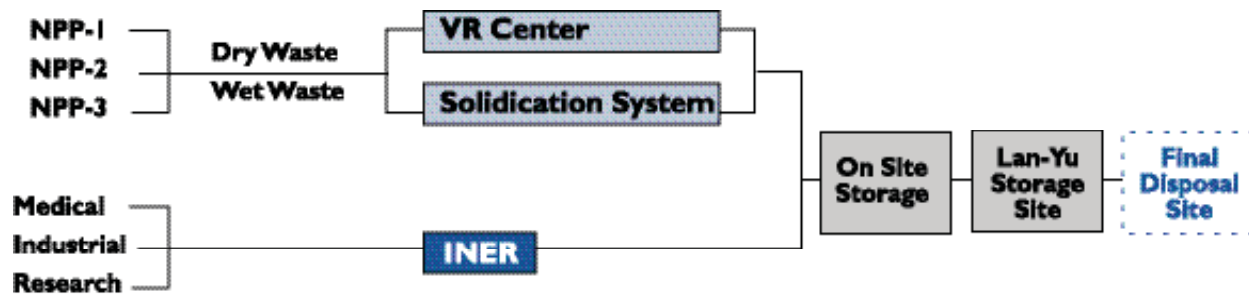 NPP-1
NPP-2
NPP-3
Dry Waste
Wet Waste
VR Center
Solidication System
Medical
Industrial
Research
INER
On Site
Storage
Lan-Yu
Storage
Site
Final
Disposal
Site